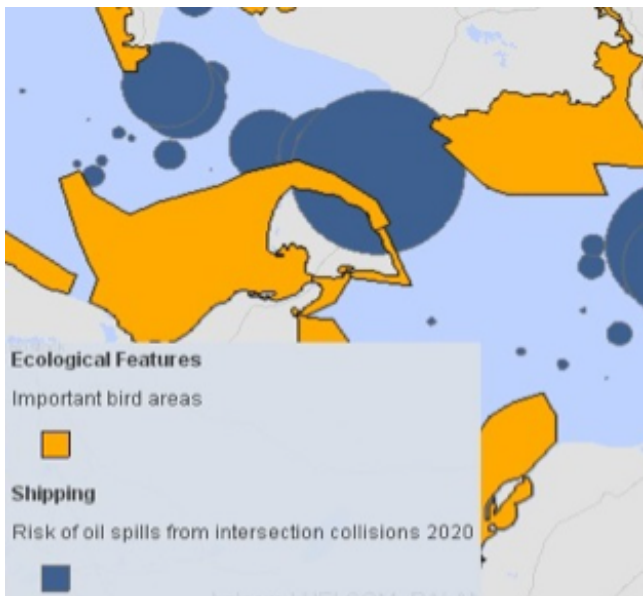 Ecological Features
Important bird areas
Shipping
Risk of oil spills from intersection collisions 2020